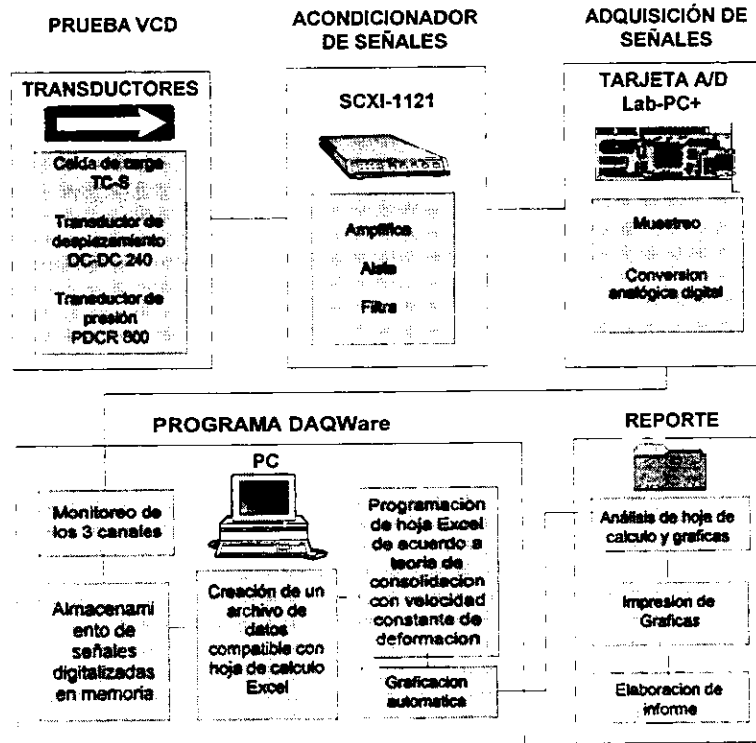 PRUEBA VCD
TRANSDUCTORES
Celda de carga
TC-S
Transductor de
desplazamiento
DC-DC 240
Transductor de
presión
PDCR 800
ACONDICIONADOR
DE SEÑALES
SCXI-1121
Amplifica
Aisla
Filtra
ADQUISICIÓN DE
SEÑALES
TARJETA A/D
Lab-PC+
Muestreo
Conversion
analógica digital
PROGRAMA DAQWare
Monitoreo de
los 3 canales
Almacenami
ento de
señales
digitalizadas
en memoria
PC
Creación de un
archivo de
datos
compatible con
hoja de calculo
Excel
Programacion
de hoja Excel
de acuerdo a
teoria de
consolidacion
con velocidad
constante de
deformacion
Graficacion
automatica
REPORTE
Análisis de hoja de
calculo y graficas
Impresion de
Graficas
Elaboracion de
informe